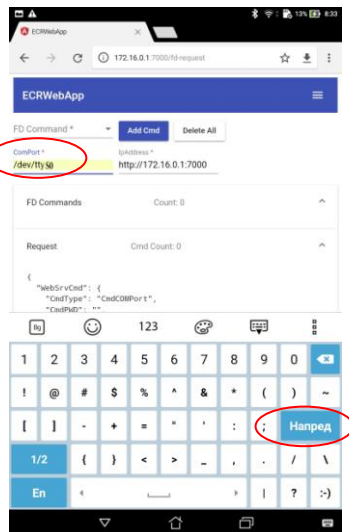 13% 8:33
ECRWebApp
172.16.0.1:7000/fd-request
ECRWebApp
FD Command *
Add Cmd
Delete All
ComPort *
IpAddress *
/dev/ttyS0
http://172.16.0.1:7000
FD Commands Count: 0
Request Cmd Count: 0
{
"WebSrvCmd": {
"CmdType": "CmdCOMPort",
"CmdPWD": "",
Bg 123
1 2 3 4 5 6 7 8 9 0
! @ # $ % ^ & * ( ) ~
[ ] - + = " ' : ; Напред
1/2 { } < > _ , . / \
En | ? :-)